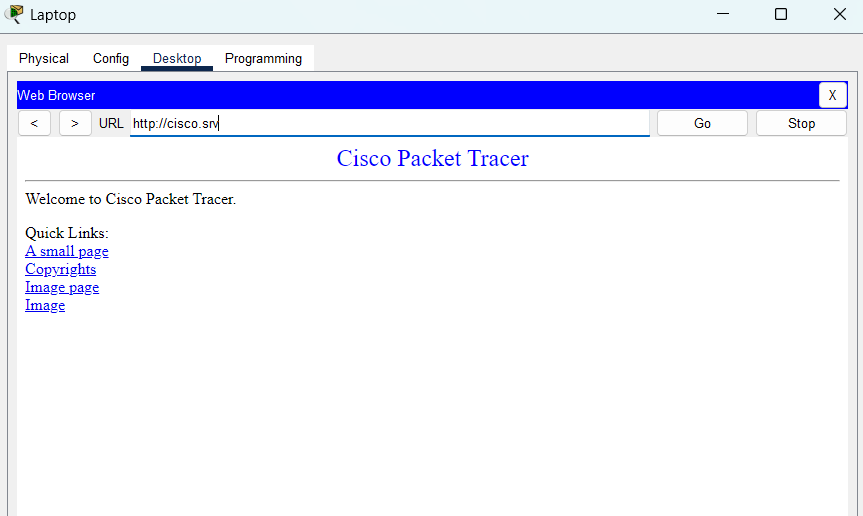 Laptop
Physical Config Desktop Programming
Web Browser X
< > URL http://cisco.srv Go Stop
Cisco Packet Tracer
Welcome to Cisco Packet Tracer.
Quick Links:
A small page
Copyrights
Image page
Image